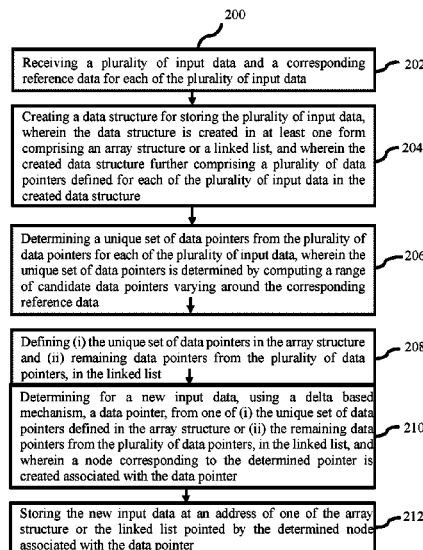 200
Receiving a plurality of input data and a corresponding
reference data for each of the plurality of input data
202
Creating a data structure for storing the plurality of input data,
wherein the data structure is created in at least one form
comprising an array structure or a linked list, and wherein the
created data structure further comprising a plurality of data
pointers defined for each of the plurality of input data in the
created data structure
204
Determining a unique set of data pointers from the plurality of
data pointers for each of the plurality of input data, wherein the
unique set of data pointers is determined by computing a range
of candidate data pointers varying around the corresponding
reference data
206
Defining (i) the unique set of data pointers in the array structure
and (ii) remaining data pointers from the plurality of data
pointers, in the linked list
208
Determining for a new input data, using a delta based
mechanism, a data pointer, from one of (i) the unique set of data
pointers defined in the array structure or (ii) the remaining data
pointers from the plurality of data pointers, in the linked list, and
wherein a node corresponding to the determined pointer is
created associated with the data pointer
210
Storing the new input data at an address of one of the array
structure or the linked list pointed by the determined node
associated with the data pointer
212